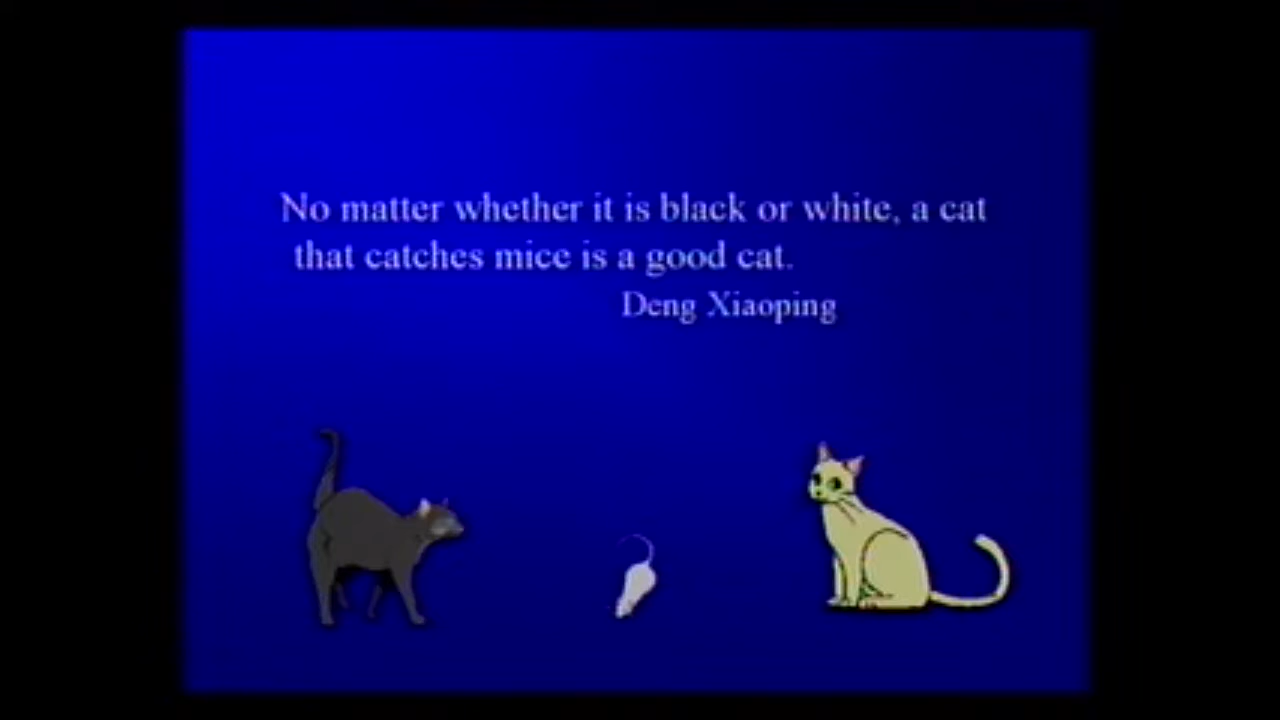 No matter whether it is black or white, a cat
that catches mice is a good cat.
Deng Xiaoping